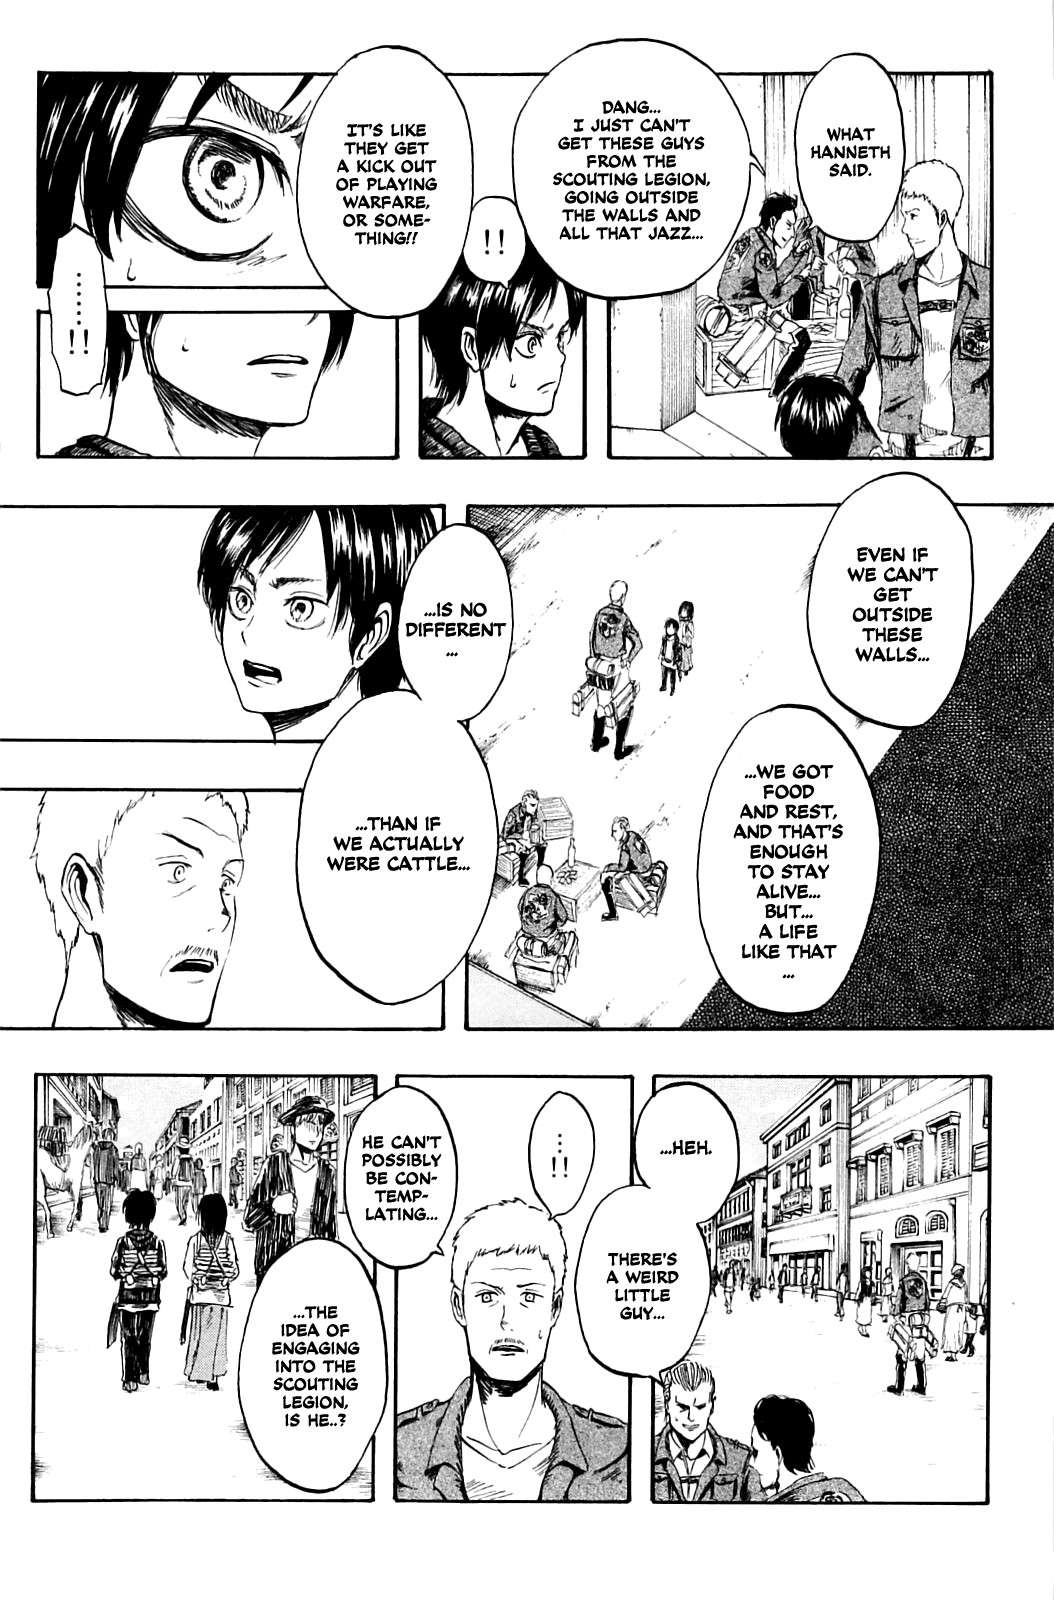 WHAT
HANNETH
SAID.
DANG...
I JUST CAN'T
GET THESE GUYS
FROM THE
SCOUTING LEGION,
GOING OUTSIDE
THE WALLS AND
ALL THAT JAZZ...
!!
IT'S LIKE
THEY GET
A KICK OUT
OF PLAYING
WARFARE,
OR SOME-
THING!!
......
!!
EVEN IF
WE CAN'T
GET
OUTSIDE
THESE
WALLS...
...WE GOT
FOOD
AND REST,
AND THAT'S
ENOUGH
TO STAY
ALIVE...
BUT...
A LIFE
LIKE THAT
...
...IS NO
DIFFERENT
...
...THAN IF
WE ACTUALLY
WERE CATTLE...
...HEH.
THERE'S
A WEIRD
LITTLE
GUY...
...
!!
HE CAN'T
POSSIBLY
BE CON-
TEMP-
LATING...
...THE
IDEA OF
ENGAGING
INTO THE
SCOUTING
LEGION,
IS HE..?